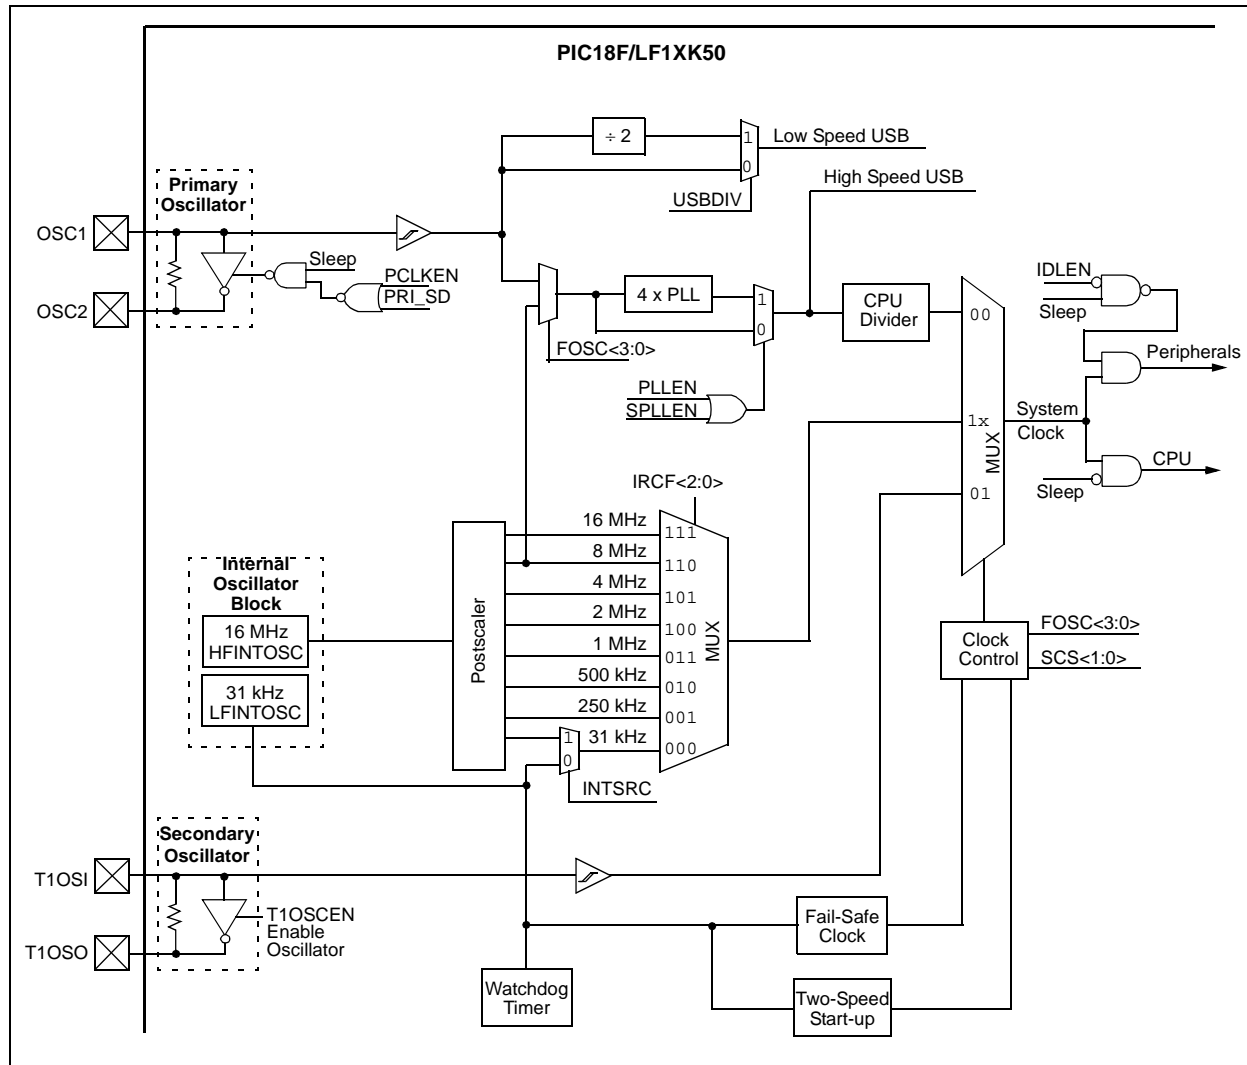 PIC18F/LF1XK50
÷ 2
1
0
Low Speed USB
USBDIV
High Speed USB
Primary
Oscillator
OSC1
OSC2
Sleep
PCLKEN
PRI_SD
4 x PLL
1
0
FOSC<3:0>
PLLEN
SPLLEN
CPU
Divider
00
1x
01
MUX
IDLEN
Sleep
Peripherals
System
Clock
CPU
Sleep
IRCF<2:0>
Internal
Oscillator
Block
16 MHz
HFINTOSC
31 kHz
LFINTOSC
Postscaler
16 MHz
111
8 MHz
110
4 MHz
101
2 MHz
100
1 MHz
011
500 kHz
010
250 kHz
001
1
0
31 kHz
000
MUX
INTSRC
Clock
Control
FOSC<3:0>
SCS<1:0>
Secondary
Oscillator
T1OSI
T1OSO
T1OSCEN
Enable
Oscillator
Fail-Safe
Clock
Watchdog
Timer
Two-Speed
Start-up